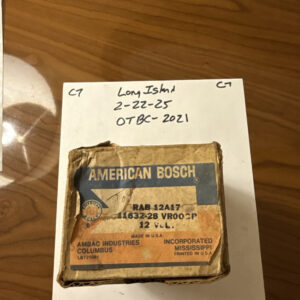 C7 Long Island C7
2-22-25
OTBC-2021
AMERICAN BOSCH
RAB 12A17
12 VOLT.
MADE IN U.S.A.
AMBAC INDUSTRIES INCORPORATED
COLUMBUS MISSISSIPPI
PRINTED IN U.S.A.